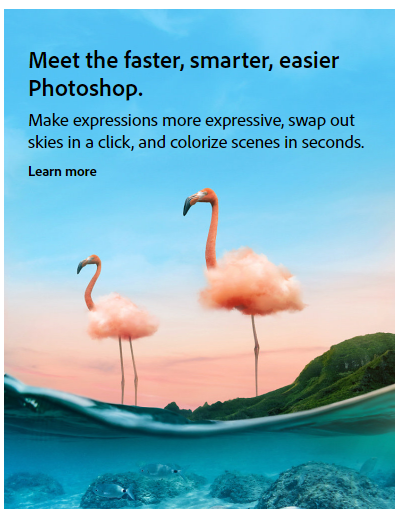 Meet the faster, smarter, easier
Photoshop.
Make expressions more expressive, swap out
skies in a click, and colorize scenes in seconds.
Learn more